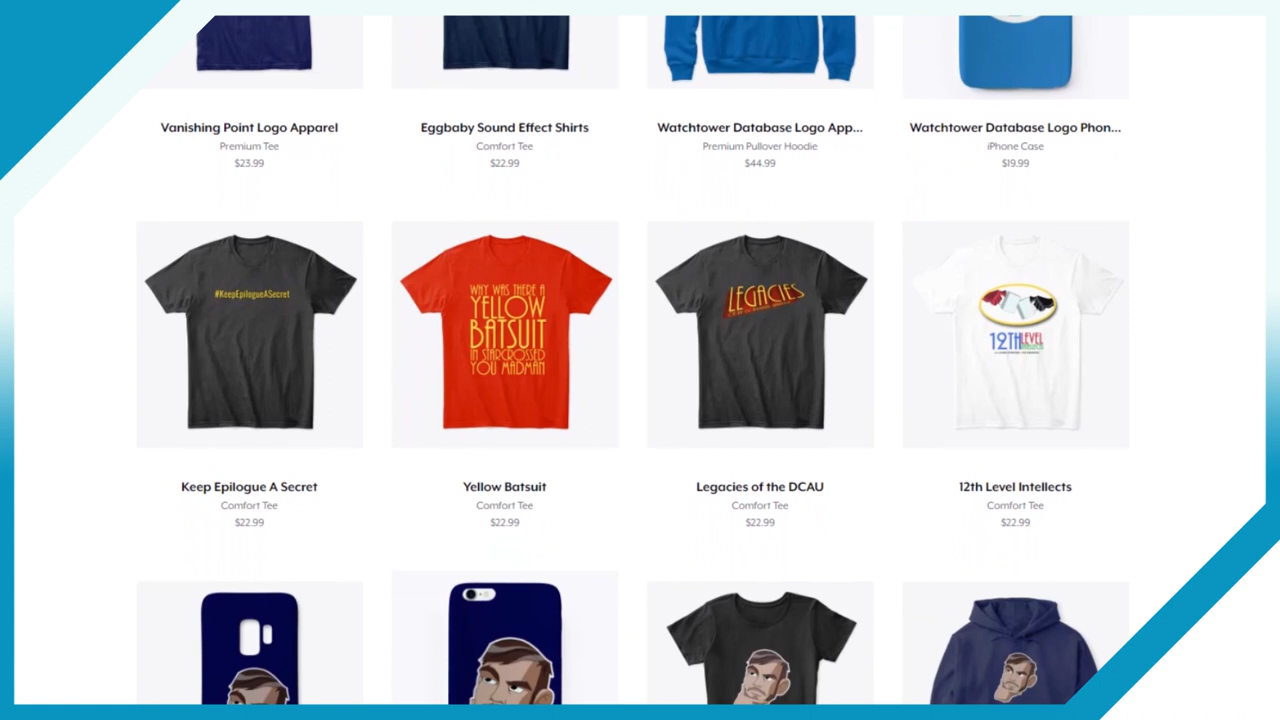 Vanishing Point Logo Apparel
Premium Tee
$23.99
Eggbaby Sound Effect Shirts
Comfort Tee
$22.99
Watchtower Database Logo App...
Premium Pullover Hoodie
$44.99
Watchtower Database Logo Phon...
iPhone Case
$19.99
#KeepEpilogueASecret
WHY WAS THERE A
YELLOW
BATSUIT
IN STARCROSSED
YOU MADMAN
LEGACIES
12TH LEVEL
Keep Epilogue A Secret
Comfort Tee
$22.99
Yellow Batsuit
Comfort Tee
$22.99
Legacies of the DCAU
Comfort Tee
$22.99
12th Level Intellects
Comfort Tee
$22.99